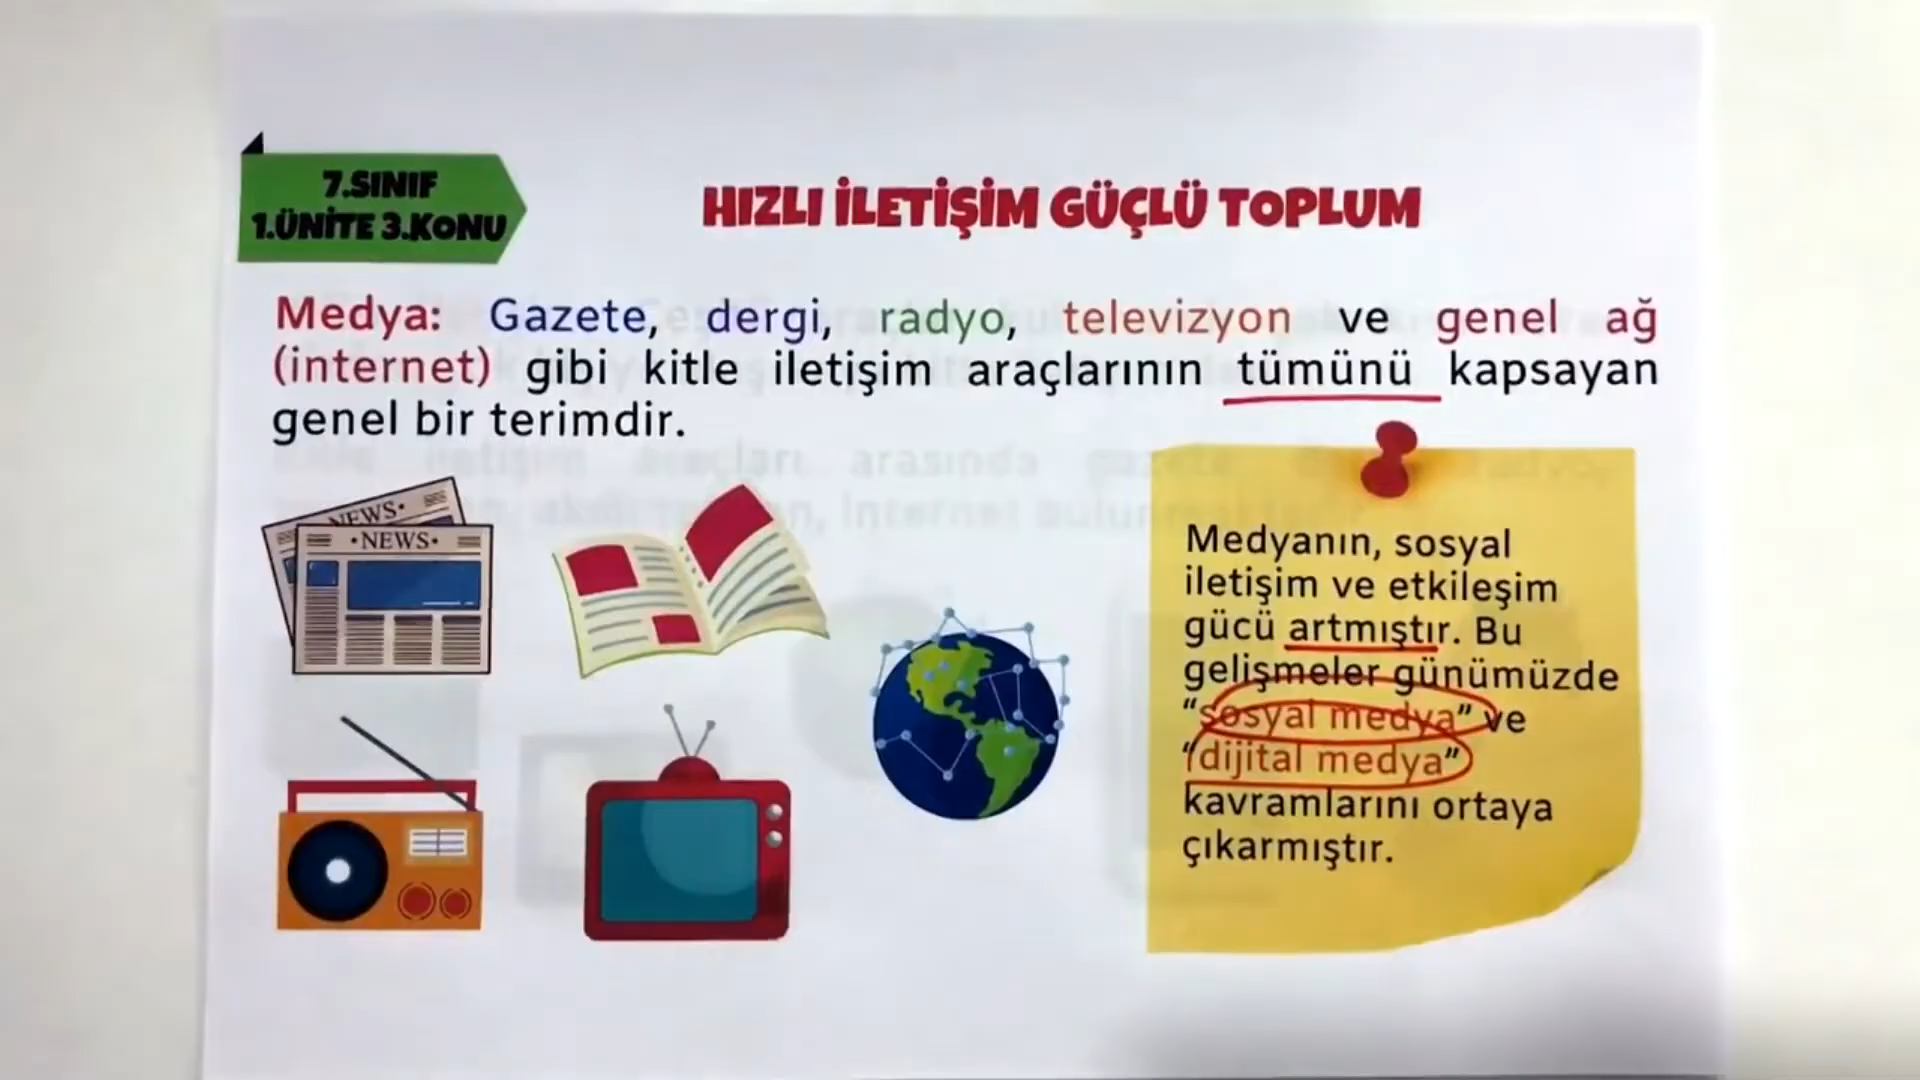 7.SINIF
1.ÜNİTE 3.KONU
HIZLI İLETİŞİM GÜÇLÜ TOPLUM
Medya: Gazete, dergi, radyo, televizyon ve genel ağ
(internet) gibi kitle iletişim araçlarının tümünü kapsayan
genel bir terimdir.
NEWS•
•NEWS•
Medyanın, sosyal
iletişim ve etkileşim
gücü artmıştır. Bu
gelişmeler günümüzde
“sosyal medya” ve
“dijital medya”
kavramlarını ortaya
çıkarmıştır.